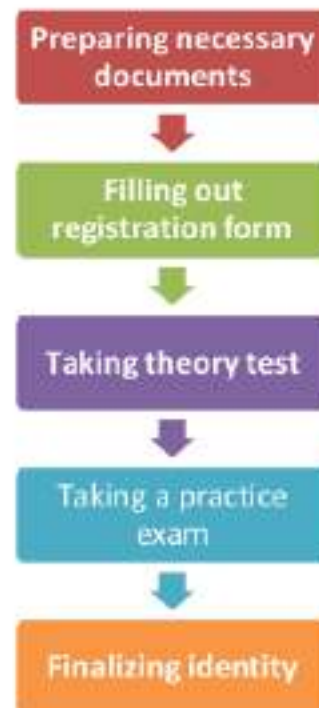 Preparing necessary
documents
Filling out
registration form
Taking theory test
Taking a practice
exam
Finalizing identity